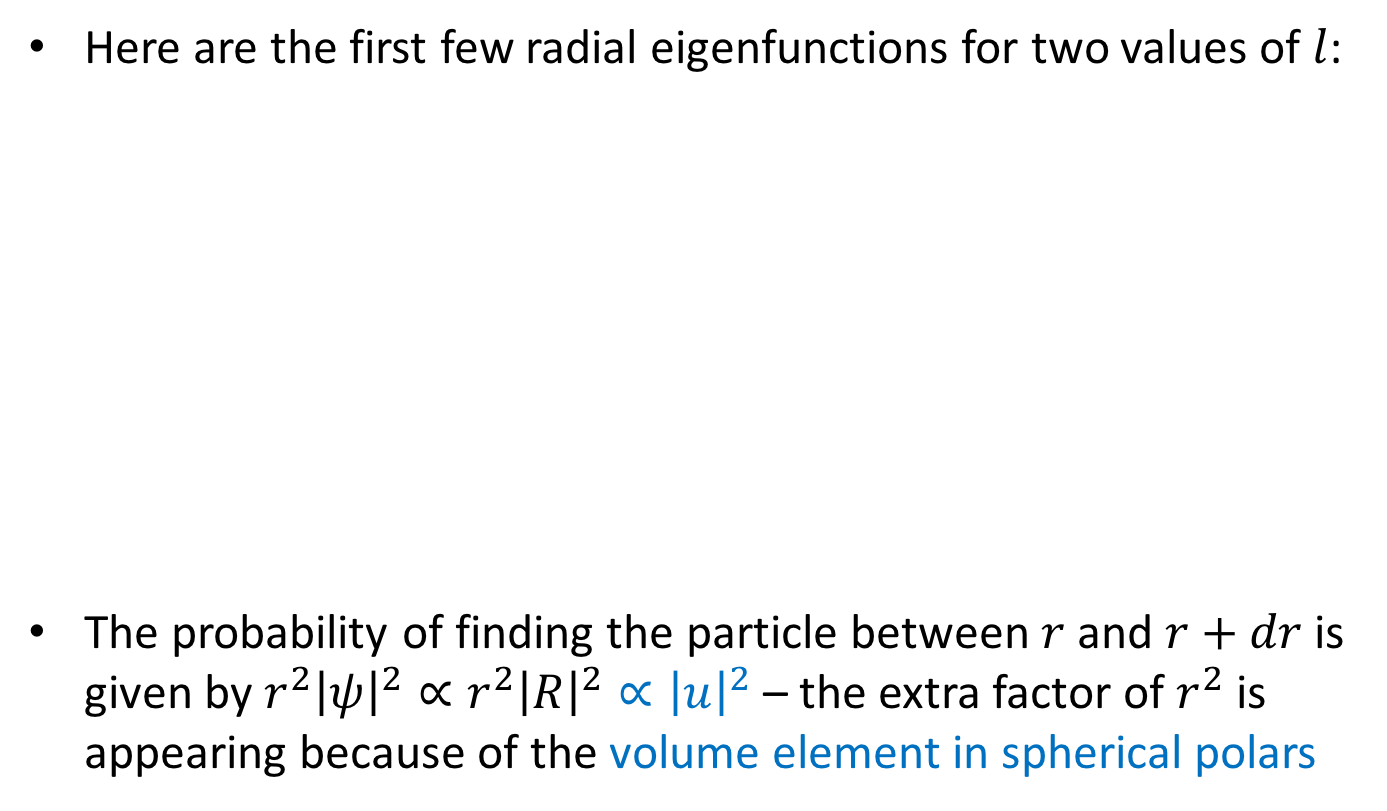 • Here are the first few radial eigenfunctions for two values of 𝑙:
• The probability of finding the particle between 𝑟 and 𝑟 + 𝑑𝑟 is
given by 𝑟²|𝜓|² ∝ 𝑟²|𝑅|² ∝ |𝑢|² – the extra factor of 𝑟² is
appearing because of the volume element in spherical polars